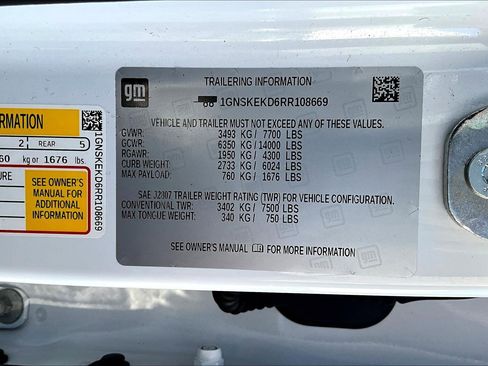 NFORMATION
2 REAR 5
60 kg or 1676 lbs.
SEE OWNER'S
MANUAL FOR
ADDITIONAL
INFORMATION
1GNSKEKD6RR108669
gm
TRAILERING INFORMATION
1GNSKEKD6RR108669
VEHICLE AND TRAILER MUST NOT EXCEED ANY OF THESE VALUES.
GVWR: 3493 KG / 7700 LBS
GCWR: 6350 KG / 14000 LBS
RGAWR: 1950 KG / 4300 LBS
CURB WEIGHT: 2733 KG / 6024 LBS
MAX PAYLOAD: 760 KG / 1676 LBS
SAE J2807 TRAILER WEIGHT RATING (TWR) FOR VEHICLE CONFIGURATION.
CONVENTIONAL TWR: 3402 KG / 7500 LBS
MAX TONGUE WEIGHT: 340 KG / 750 LBS
SEE OWNER'S MANUAL gm FOR MORE INFORMATION